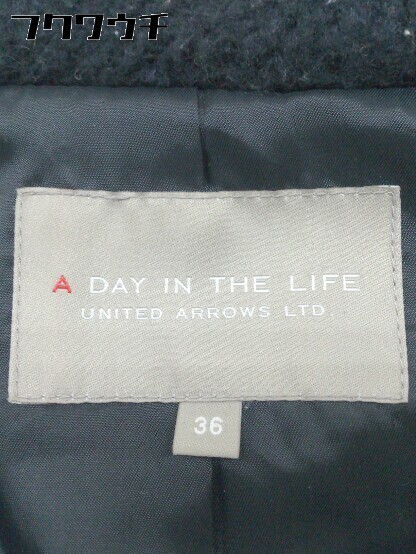 フクワウチ
A DAY IN THE LIFE
UNITED ARROWS LTD.
36